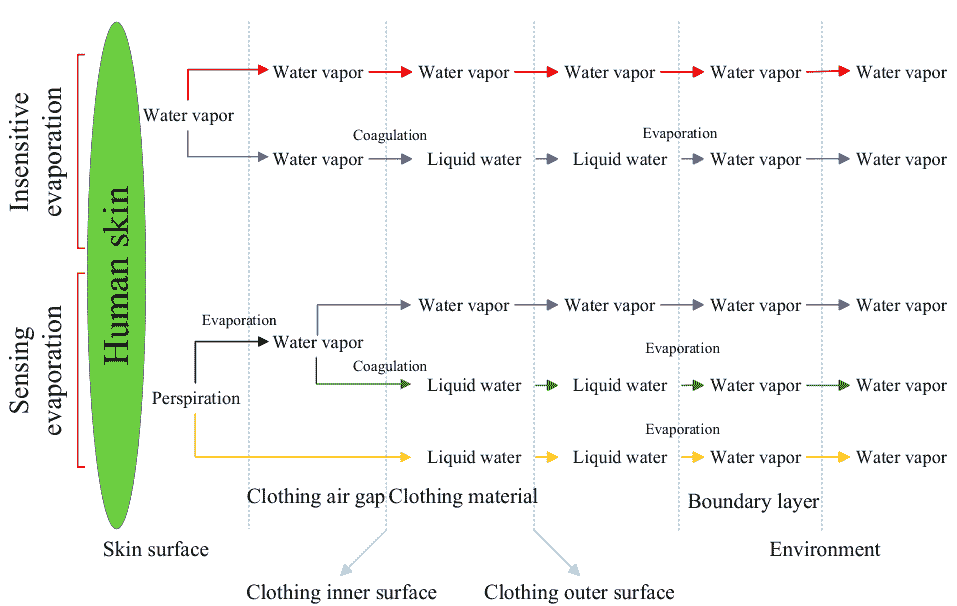 Insensitive
evaporation
Human skin
Sensing
evaporation
Water vapor
Water vapor
Water vapor
Water vapor
Water vapor
Water vapor
Coagulation
Evaporation
Water vapor
Liquid water
Liquid water
Water vapor
Water vapor
Water vapor
Water vapor
Water vapor
Water vapor
Evaporation
Water vapor
Coagulation
Evaporation
Liquid water
Liquid water
Water vapor
Water vapor
Perspiration
Evaporation
Liquid water
Liquid water
Water vapor
Water vapor
Clothing air gap
Clothing material
Boundary layer
Skin surface
Environment
Clothing inner surface
Clothing outer surface